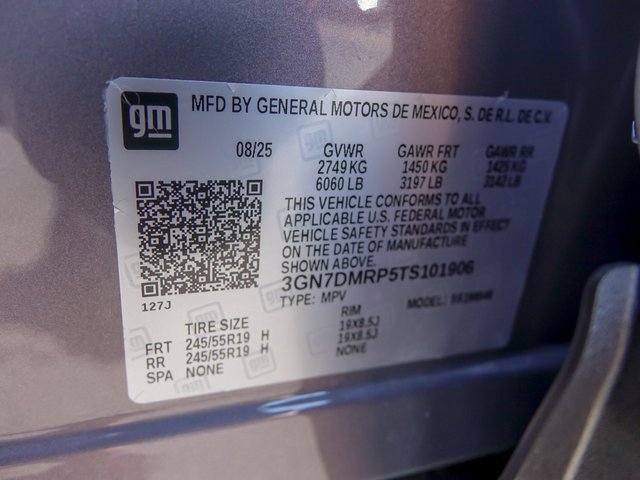 gm MFD BY GENERAL MOTORS DE MEXICO, S. DE R.L. DE C.V.
08/25 GVWR GAWR FRT GAWR RR
2749 KG 1450 KG 1425 KG
6060 LB 3197 LB 3142 LB
THIS VEHICLE CONFORMS TO ALL
APPLICABLE U.S. FEDERAL MOTOR
VEHICLE SAFETY STANDARDS IN EFFECT
ON THE DATE OF MANUFACTURE
SHOWN ABOVE.
3GN7DMRP5TS101906
127J TYPE: MPV MODEL:
TIRE SIZE RIM
FRT 245/55R19 H 19X8.5J
RR 245/55R19 H 19X8.5J
SPA NONE NONE